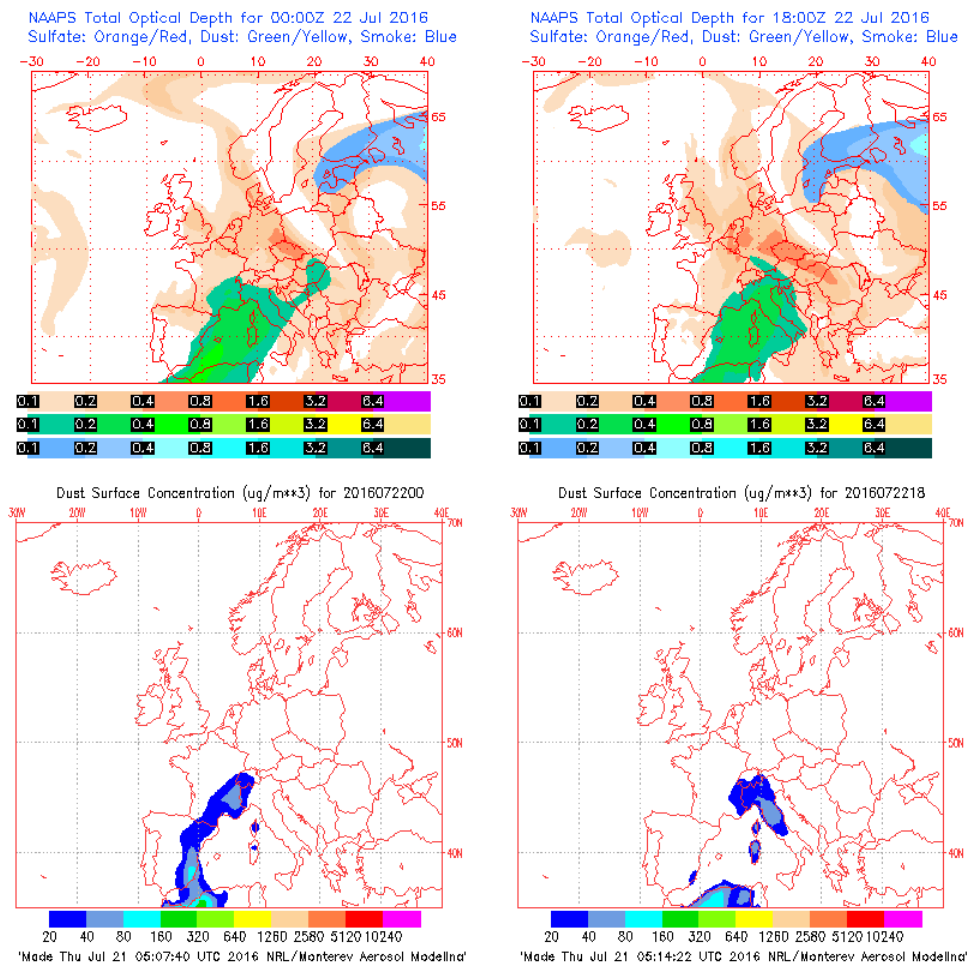 NAAPS Total Optical Depth for 00:00Z 22 Jul 2016
Sulfate: Orange/Red, Dust: Green/Yellow, Smoke: Blue
-30 -20 -10 0 10 20 30 40
65
55
45
35
0.1 0.2 0.4 0.8 1.6 3.2 6.4
0.1 0.2 0.4 0.8 1.6 3.2 6.4
0.1 0.2 0.4 0.8 1.6 3.2 6.4
NAAPS Total Optical Depth for 18:00Z 22 Jul 2016
Sulfate: Orange/Red, Dust: Green/Yellow, Smoke: Blue
-30 -20 -10 0 10 20 30 40
65
55
45
35
0.1 0.2 0.4 0.8 1.6 3.2 6.4
0.1 0.2 0.4 0.8 1.6 3.2 6.4
0.1 0.2 0.4 0.8 1.6 3.2 6.4
Dust Surface Concentration (ug/m**3) for 2016072200
30W 20W 10W 0 10E 20E 30E 40E
70N
60N
50N
40N
20 40 80 160 320 640 1260 2580 5120 10240
'Made Thu Jul 21 05:07:40 UTC 2016 NRL/Monterey Aerosol Modeling'
Dust Surface Concentration (ug/m**3) for 2016072218
30W 20W 10W 0 10E 20E 30E 40E
70N
60N
50N
40N
20 40 80 160 320 640 1260 2580 5120 10240
'Made Thu Jul 21 05:14:22 UTC 2016 NRL/Monterey Aerosol Modeling'